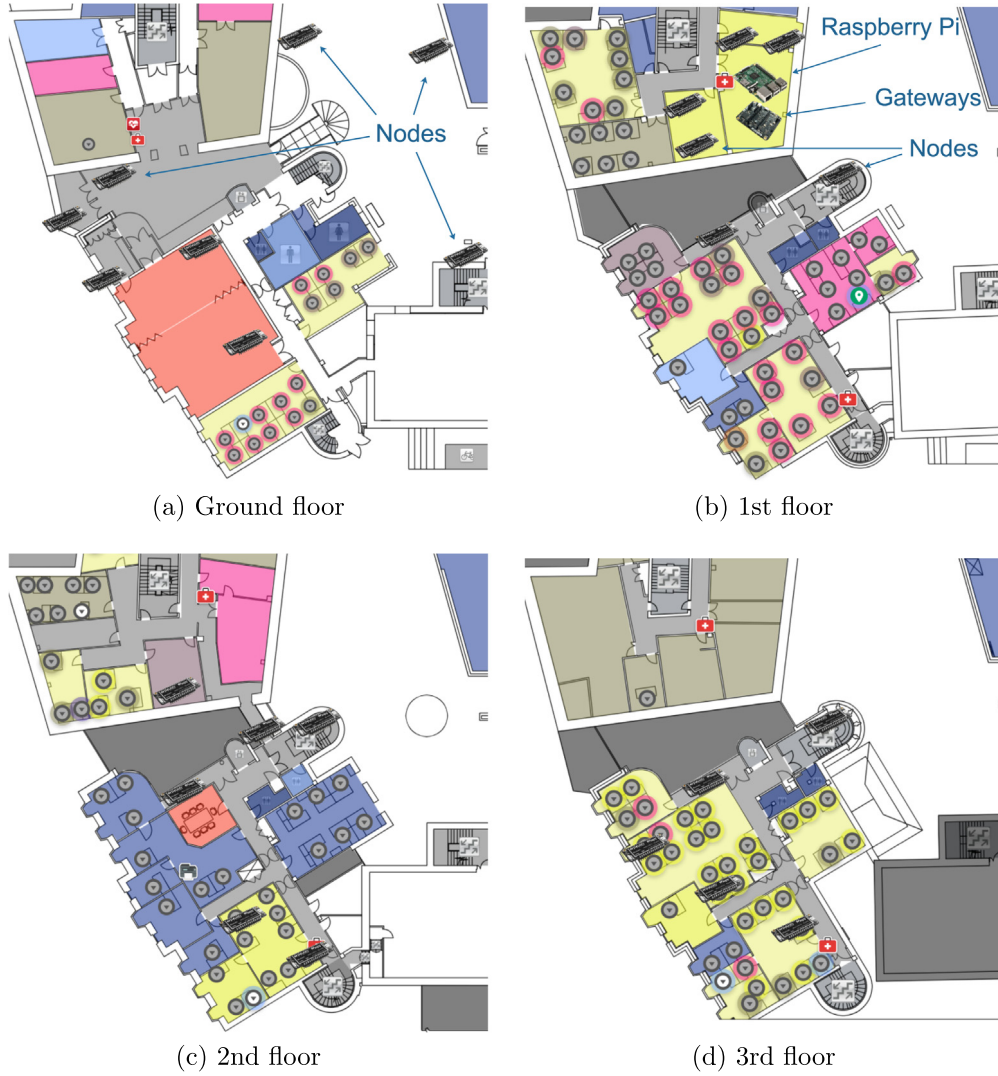 Raspberry Pi
Gateways
Nodes
Nodes
(a) Ground floor
(b) 1st floor
(c) 2nd floor
(d) 3rd floor